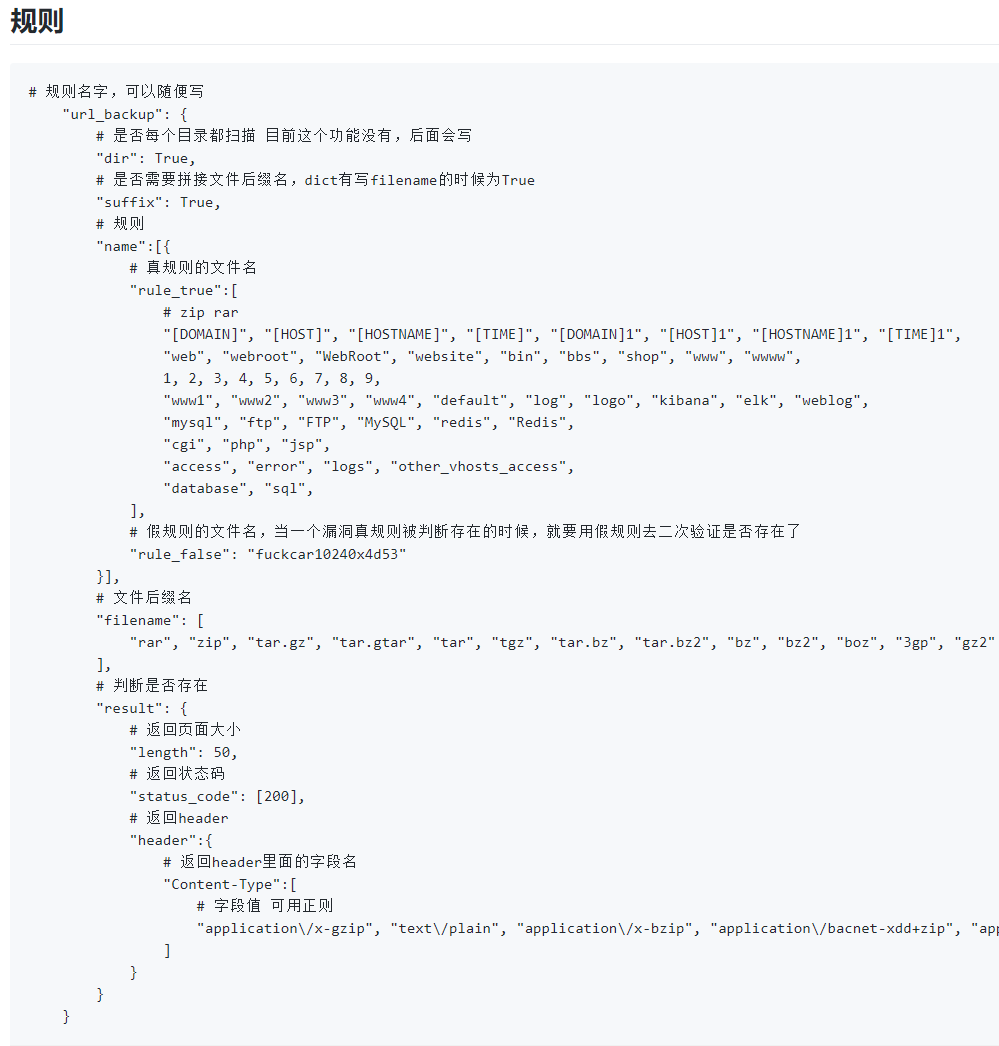 规则
# 规则名字，可以随便写
    "url_backup": {
        # 是否每个目录都扫描 目前这个功能没有，后面会写
        "dir": True,
        # 是否需要拼接文件后缀名，dict有写filename的时候为True
        "suffix": True,
        # 规则
        "name":[{
            # 真规则的文件名
            "rule_true":[
                # zip rar
                "[DOMAIN]", "[HOST]", "[HOSTNAME]", "[TIME]", "[DOMAIN]1", "[HOST]1", "[HOSTNAME]1", "[TIME]1",
                "web", "webroot", "WebRoot", "website", "bin", "bbs", "shop", "www", "wwww",
                1, 2, 3, 4, 5, 6, 7, 8, 9,
                "www1", "www2", "www3", "www4", "default", "log", "logo", "kibana", "elk", "weblog",
                "mysql", "ftp", "FTP", "MySQL", "redis", "Redis",
                "cgi", "php", "jsp",
                "access", "error", "logs", "other_vhosts_access",
                "database", "sql",
            ],
            # 假规则的文件名，当一个漏洞真规则被判断存在的时候，就要用假规则去二次验证是否存在了
            "rule_false": "fuckcar10240x4d53"
        }],
        # 文件后缀名
        "filename": [
            "rar", "zip", "tar.gz", "tar.gtar", "tar", "tgz", "tar.bz", "tar.bz2", "bz", "bz2", "boz", "3gp", "gz2"
        ],
        # 判断是否存在
        "result": {
            # 返回页面大小
            "length": 50,
            # 返回状态码
            "status_code": [200],
            # 返回header
            "header":{
                # 返回header里面的字段名
                "Content-Type":[
                    # 字段值 可用正则
                    "application\/x-gzip", "text\/plain", "application\/x-bzip", "application\/bacnet-xdd+zip",
                ]
            }
        }
    }